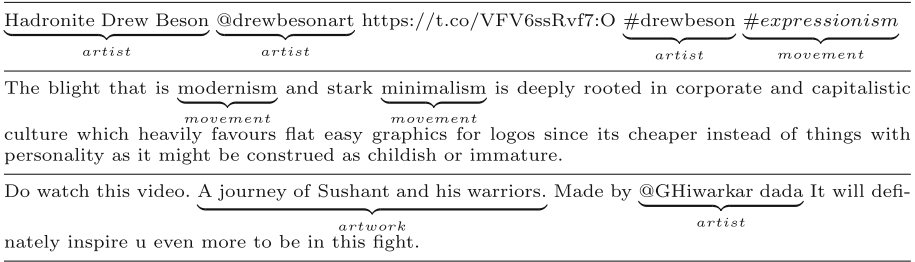 Hadronite Drew Beson @drewbesonart https://t.co/VFV6ssRvf7:O #drewbeson #expressionism
artist artist artist movement
The blight that is modernism and stark minimalism is deeply rooted in corporate and capitalistic
movement movement
culture which heavily favours flat easy graphics for logos since its cheaper instead of things with
personality as it might be construed as childish or immature.
Do watch this video. A journey of Sushant and his warriors. Made by @GHiwarkar dada It will defi-
artwork artist
nately inspire u even more to be in this fight.